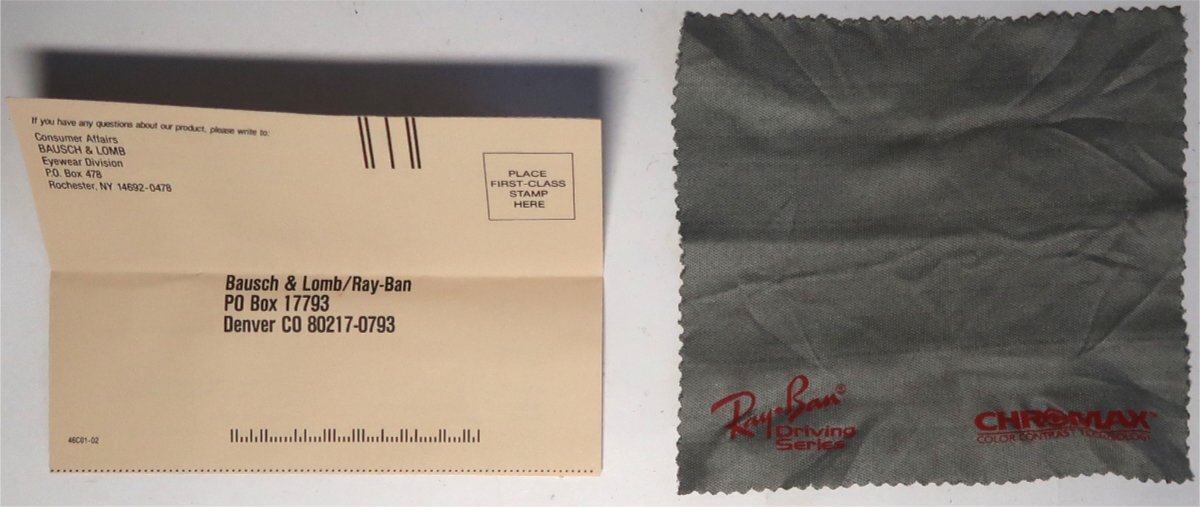 If you have any questions about our product, please write to:
Consumer Affairs
BAUSCH & LOMB
Eyewear Division
P.O. Box 478
Rochester, NY 14692-0478
PLACE
FIRST-CLASS
STAMP
HERE
Bausch & Lomb/Ray-Ban
PO Box 17793
Denver CO 80217-0793
46C01-02
Ray-Ban®
Driving
Series
CHROMAX™
COLOR CONTRAST TECHNOLOGY